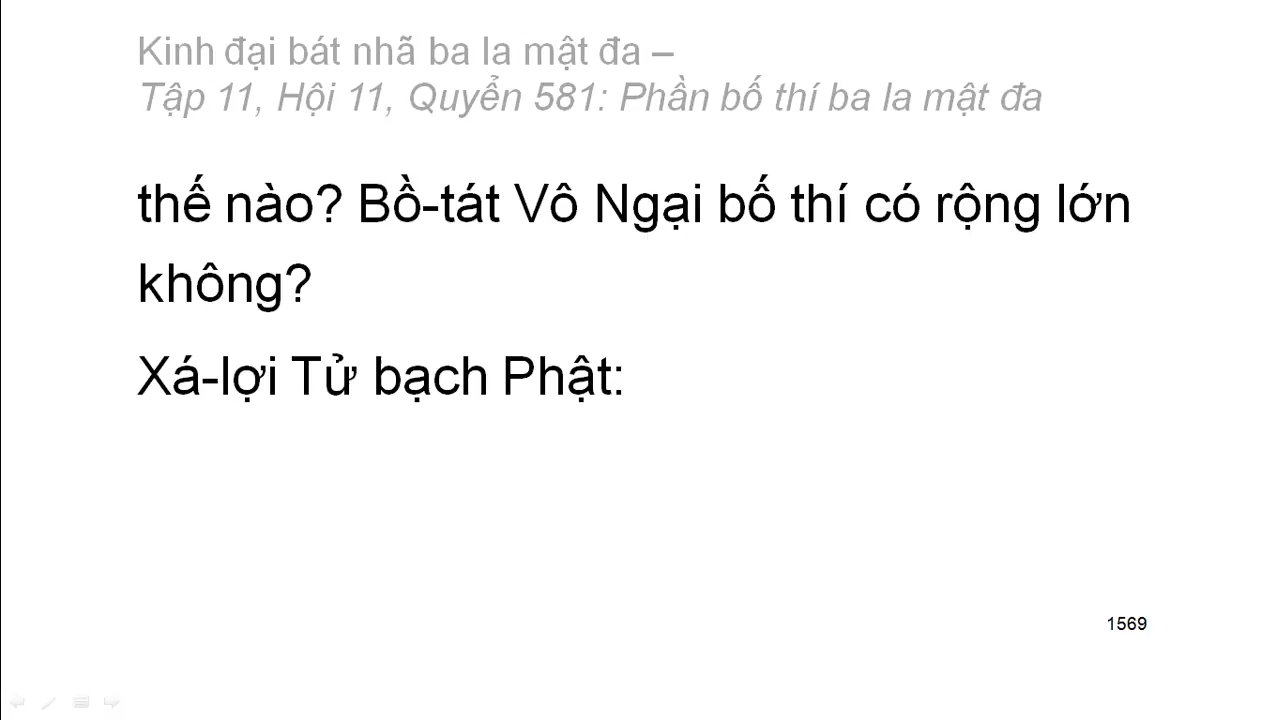 Kinh đại bát nhã ba la mật đa –
Tập 11, Hội 11, Quyển 581: Phần bố thí ba la mật đa
thế nào? Bồ-tát Vô Ngại bố thí có rộng lớn
không?
Xá-lợi Tử bạch Phật:
1569